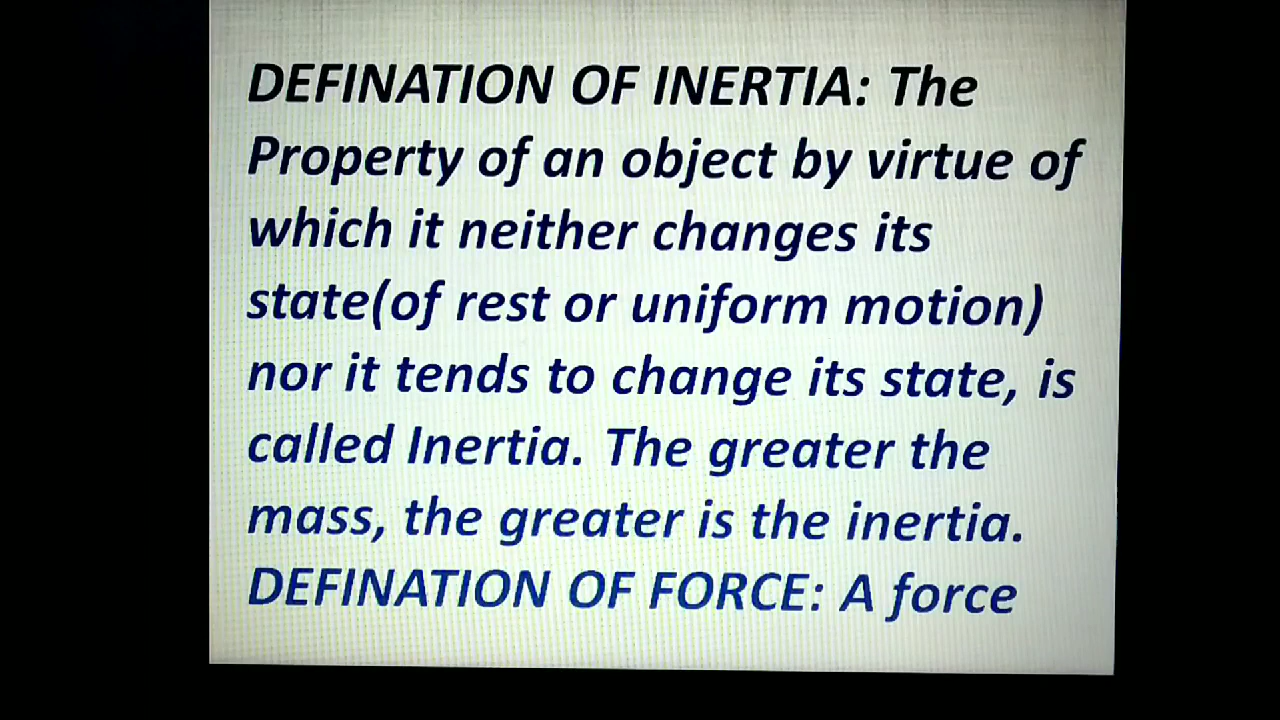 DEFINATION OF INERTIA: The
Property of an object by virtue of
which it neither changes its
state(of rest or uniform motion)
nor it tends to change its state, is
called Inertia. The greater the
mass, the greater is the inertia.
DEFINATION OF FORCE: A force